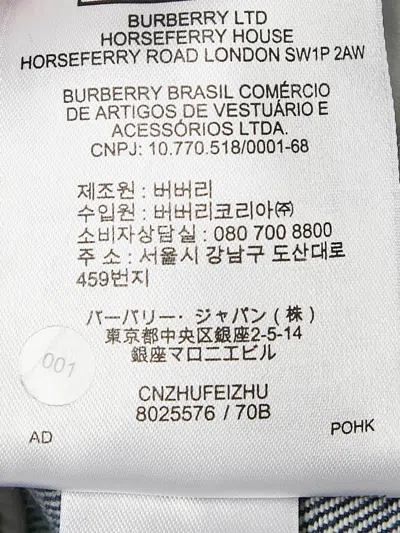 BURBERRY LTD
HORSEFERRY HOUSE
HORSEFERRY ROAD LONDON SW1P 2AW
BURBERRY BRASIL COMÉRCIO
DE ARTIGOS DE VESTUÁRIO E
ACESSÓRIOS LTDA.
CNPJ: 10.770.518/0001-68
제조원 : 버버리
수입원 : 버버리코리아㈜
소비자상담실 : 080 700 8800
주 소 : 서울시 강남구 도산대로
459번지
バーバリー・ジャパン(株)
東京都中央区銀座2-5-14
銀座マロニエビル
001
CNZHUFEIZHU
8025576 / 70B
AD
POHK